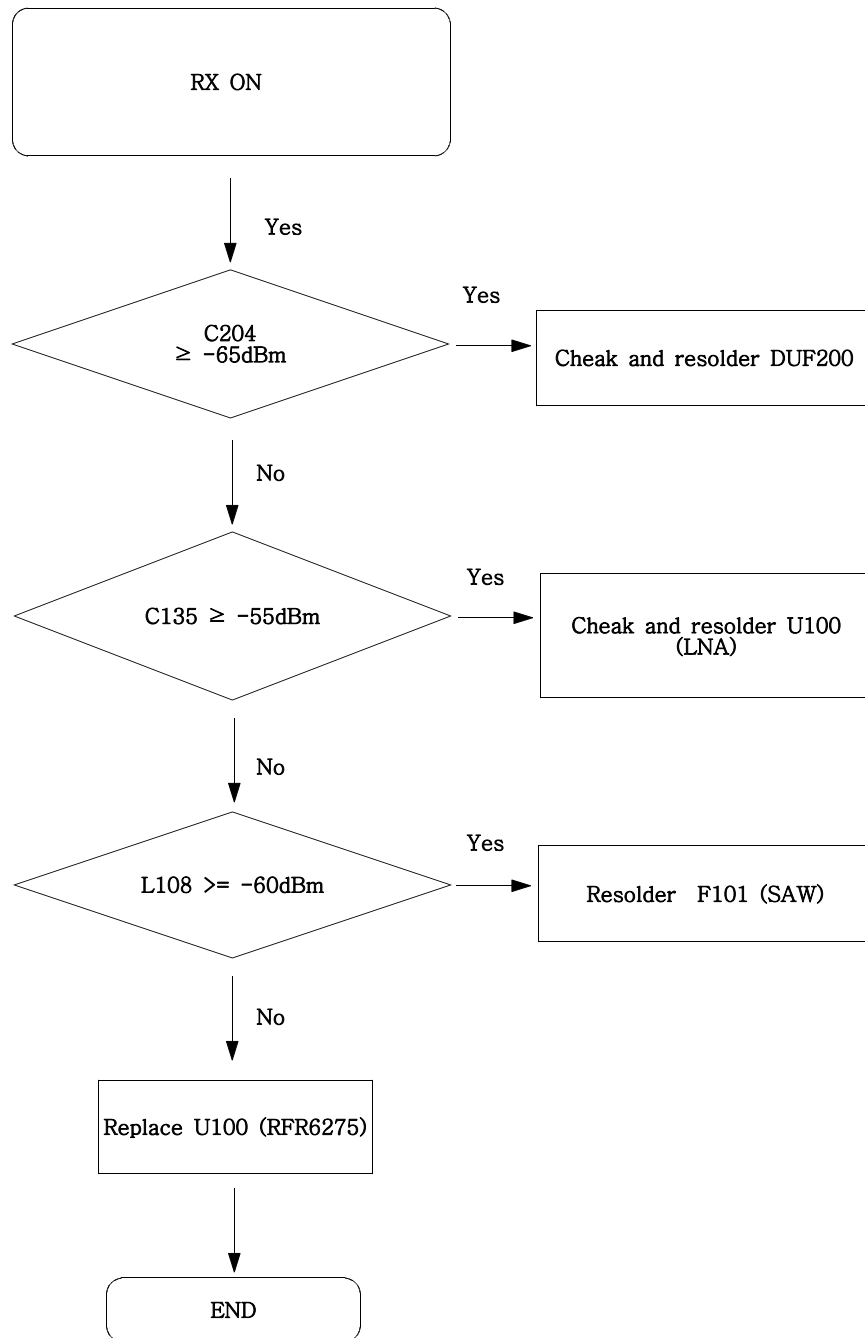 RX ON
Yes
C204
≥ -65dBm
Yes
Cheak and resolder DUF200
No
C135 ≥ -55dBm
Yes
Cheak and resolder U100
(LNA)
No
L108 >= -60dBm
Yes
Resolder F101 (SAW)
No
Replace U100 (RFR6275)
END